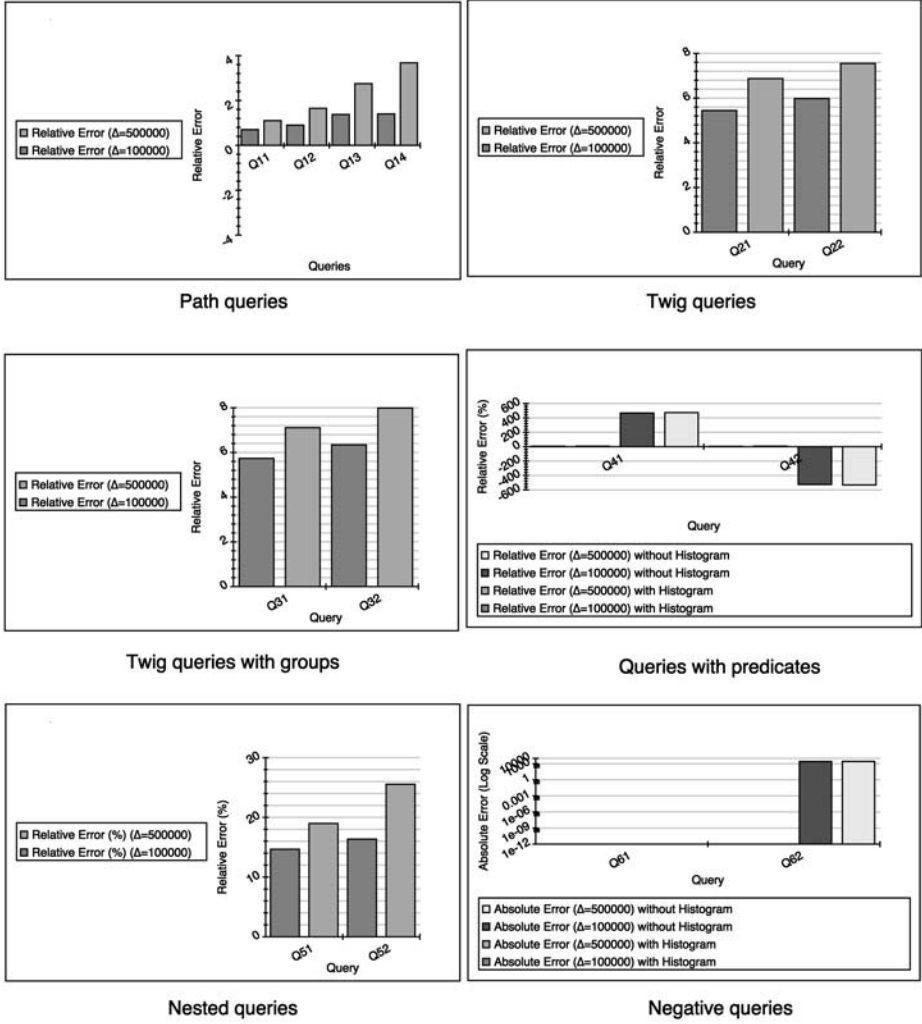 Relative Error (Δ=500000)
Relative Error (Δ=100000)
Relative Error
4
2
0
-2
-4
Q11
Q12
Q13
Q14
Queries
Path queries
Relative Error (Δ=500000)
Relative Error (Δ=100000)
Relative Error
8
6
4
2
0
Q21
Q22
Query
Twig queries
Relative Error (Δ=500000)
Relative Error (Δ=100000)
Relative Error
8
6
4
2
0
Q31
Q32
Query
Twig queries with groups
Relative Error (%)
600
400
200
0
-200
-400
-600
Q41
Q42
Query
Relative Error (Δ=500000) without Histogram
Relative Error (Δ=100000) without Histogram
Relative Error (Δ=500000) with Histogram
Relative Error (Δ=100000) with Histogram
Queries with predicates
Relative Error (%) (Δ=500000)
Relative Error (%) (Δ=100000)
Relative Error (%)
30
20
10
0
Q51
Q52
Query
Nested queries
Absolute Error (Log Scale)
10000
1000
1
0.001
1e-06
1e-09
1e-12
Q61
Q62
Query
Absolute Error (Δ=500000) without Histogram
Absolute Error (Δ=100000) without Histogram
Absolute Error (Δ=500000) with Histogram
Absolute Error (Δ=100000) with Histogram
Negative queries